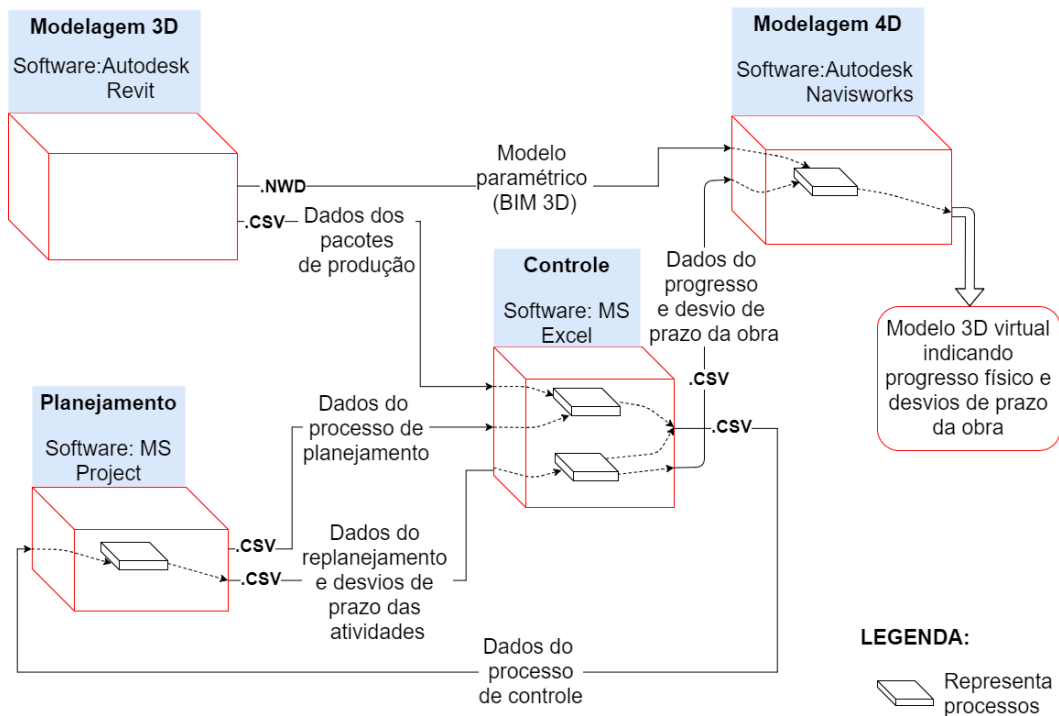 Modelagem 3D
Software:Autodesk
Revit
Modelagem 4D
Software:Autodesk
Navisworks
.NWD
Modelo
paramétrico
(BIM 3D)
.CSV
Dados dos
pacotes
de produção
Controle
Software: MS
Excel
Dados do
progresso
e desvio de
prazo da obra
.CSV
.CSV
Modelo 3D virtual
indicando
progresso físico e
desvios de prazo
da obra
Planejamento
Software: MS
Project
Dados do
processo de
planejamento
.CSV
.CSV
Dados do
replanejamento
e desvios de
prazo das
atividades
Dados do
processo
de controle
LEGENDA:
Representa
processos